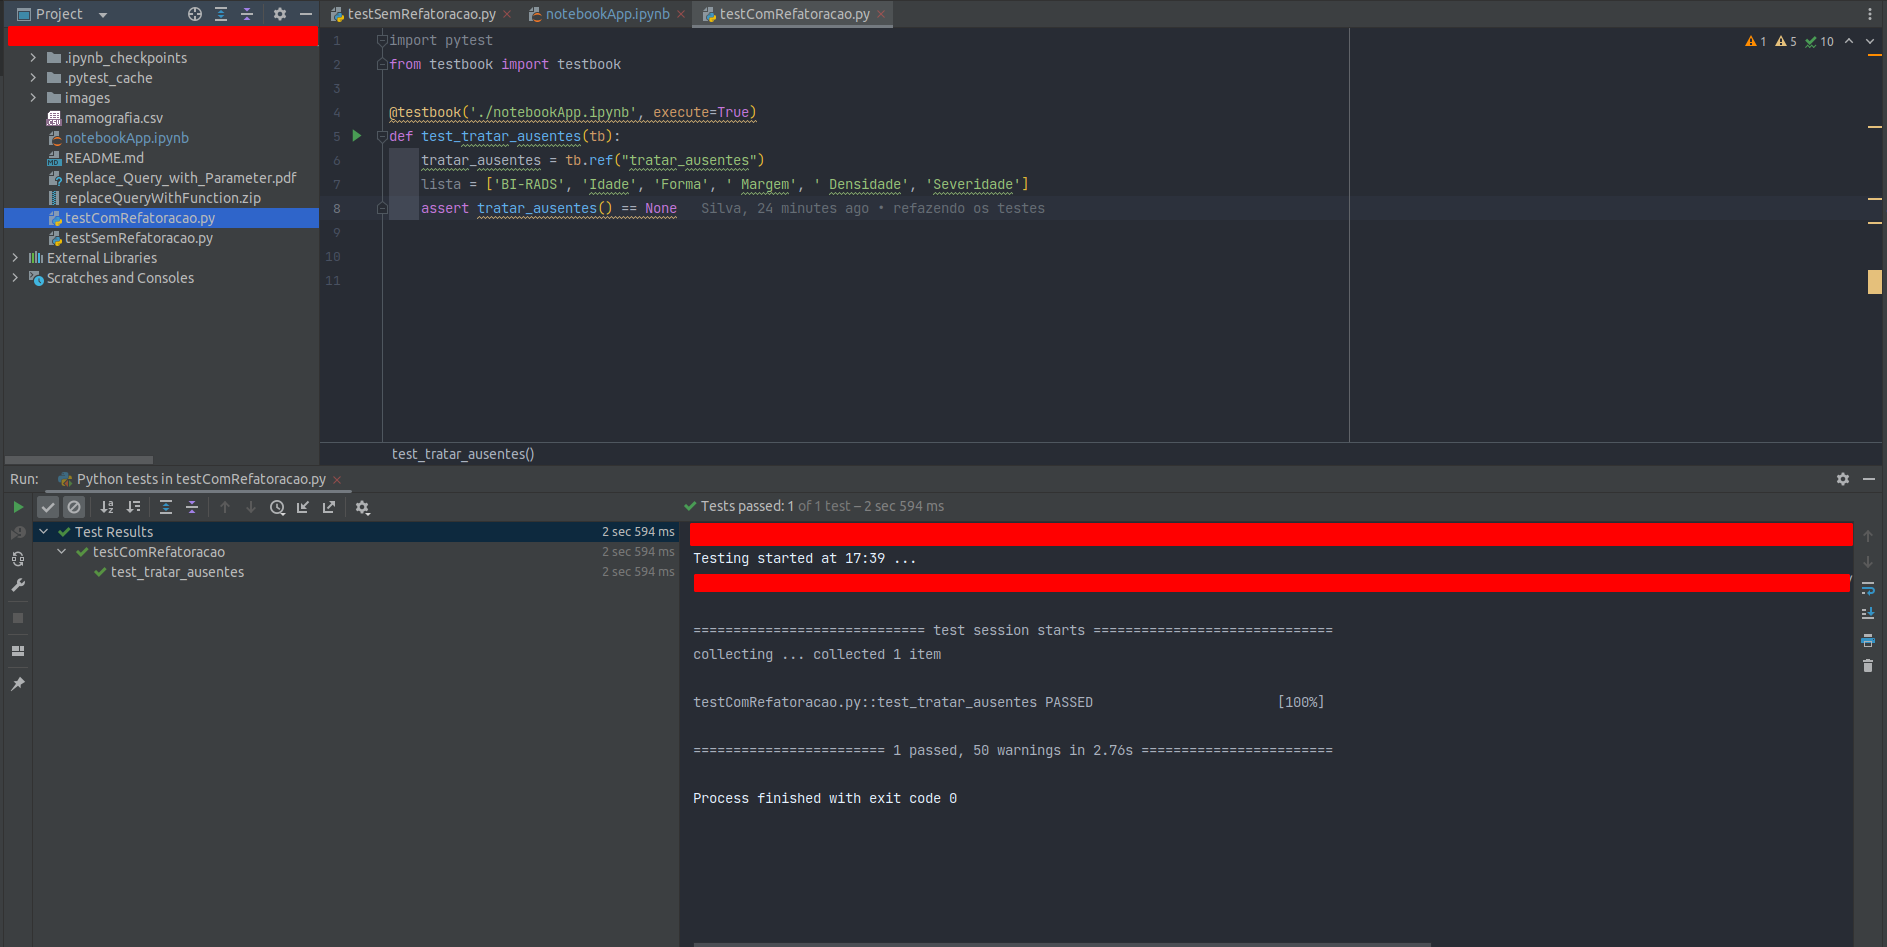 Project
testSemRefatoracao.py
notebookApp.ipynb
testComRefatoracao.py
.ipynb_checkpoints
.pytest_cache
images
mamografia.csv
notebookApp.ipynb
README.md
Replace_Query_with_Parameter.pdf
replaceQueryWithFunction.zip
testComRefatoracao.py
testSemRefatoracao.py
External Libraries
Scratches and Consoles
1 import pytest
2 from testbook import testbook
3
4 @testbook('./notebookApp.ipynb', execute=True)
5 def test_tratar_ausentes(tb):
6 tratar_ausentes = tb.ref("tratar_ausentes")
7 lista = ['BI-RADS', 'Idade', 'Forma', ' Margem', ' Densidade', 'Severidade']
8 assert tratar_ausentes() == None Silva, 24 minutes ago • refazendo os testes
9
10
11
1 5 10
test_tratar_ausentes()
Run: Python tests in testComRefatoracao.py
Tests passed: 1 of 1 test – 2 sec 594 ms
Test Results 2 sec 594 ms
testComRefatoracao 2 sec 594 ms
test_tratar_ausentes 2 sec 594 ms
Testing started at 17:39 ...
============================= test session starts ==============================
collecting ... collected 1 item
testComRefatoracao.py::test_tratar_ausentes PASSED [100%]
======================== 1 passed, 50 warnings in 2.76s ========================
Process finished with exit code 0